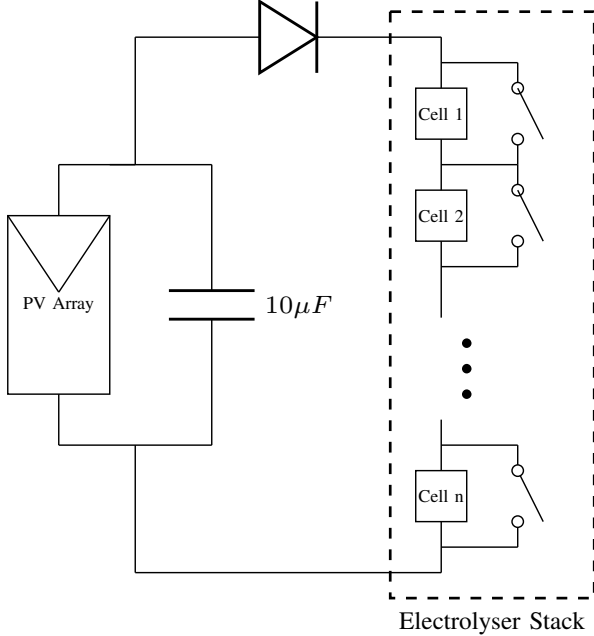 Cell 1
Cell 2
PV Array
10μF
Cell n
Electrolyser Stack